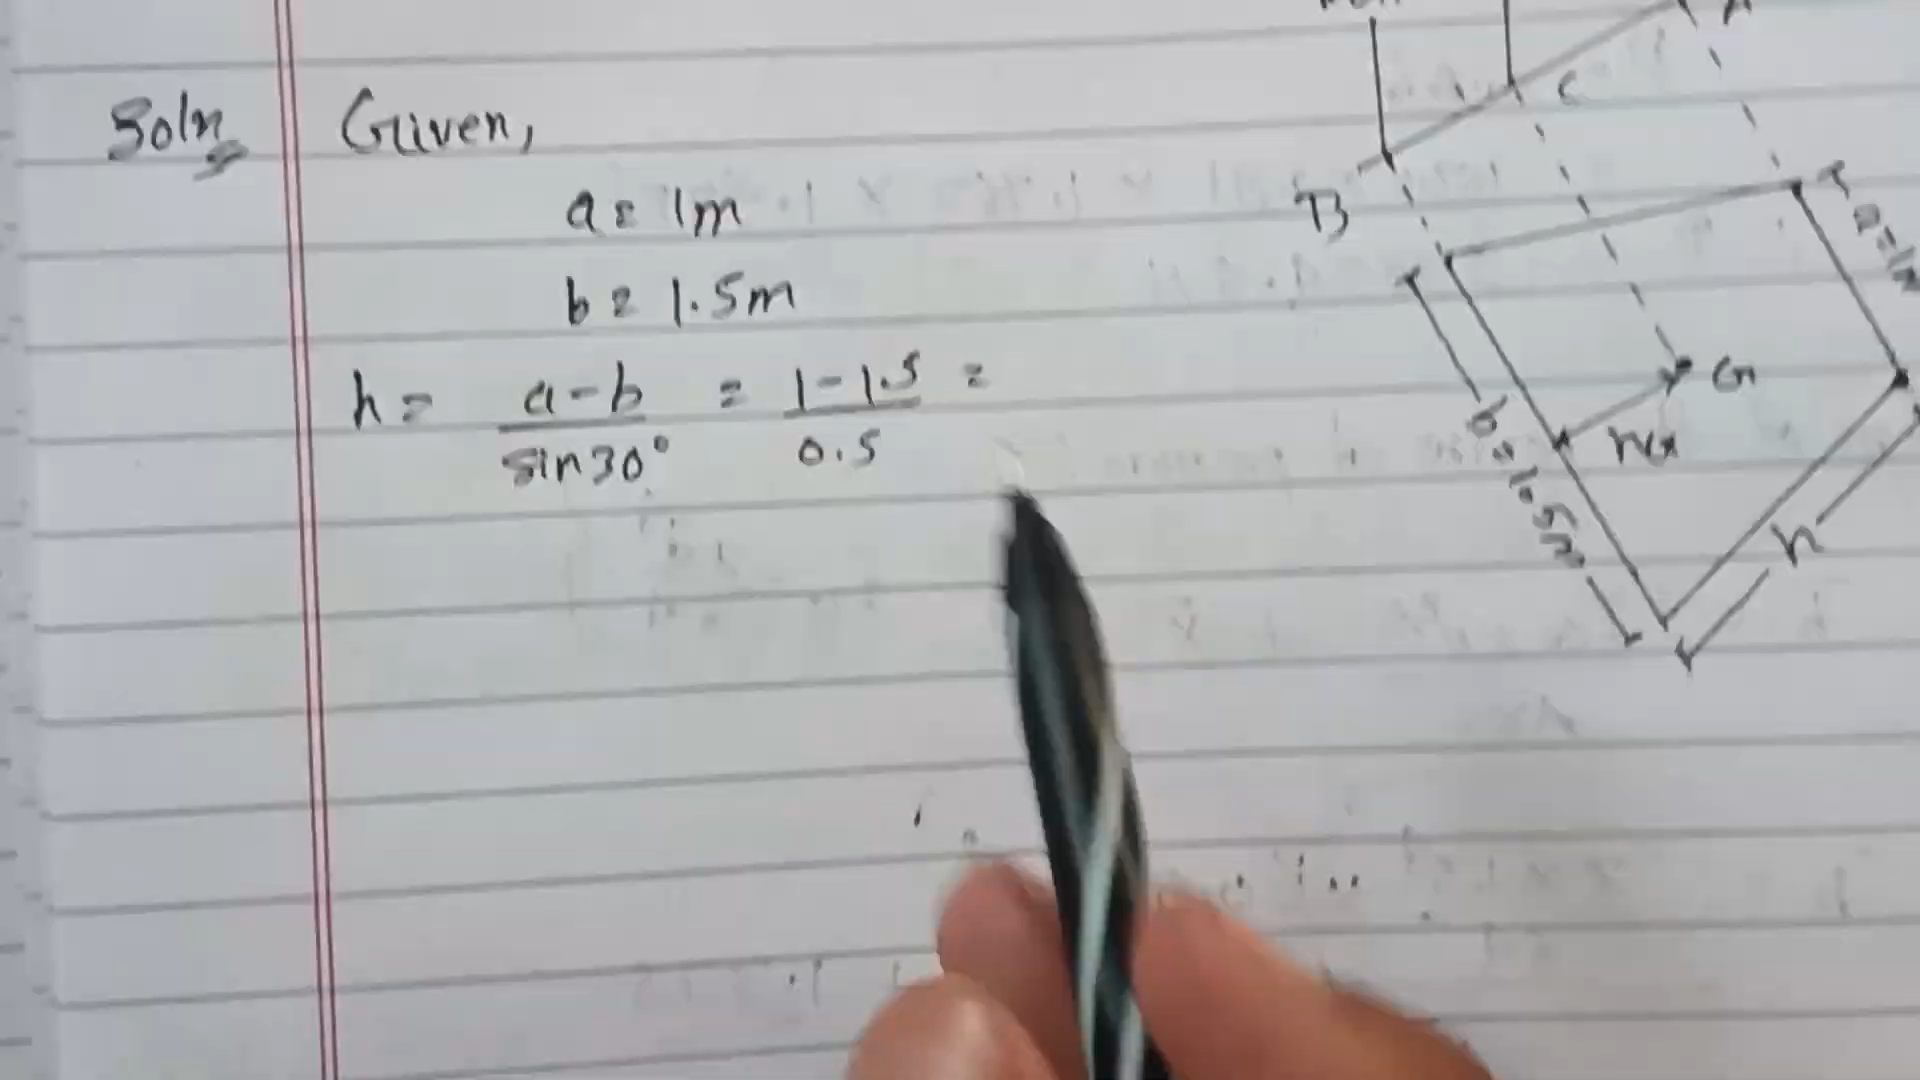 Soln Given,
a = 1m
b = 1.5m
h = a-b / sin30° = 1-1.5 / 0.5 =
C
B
a=1m
G
b=1.5m
h